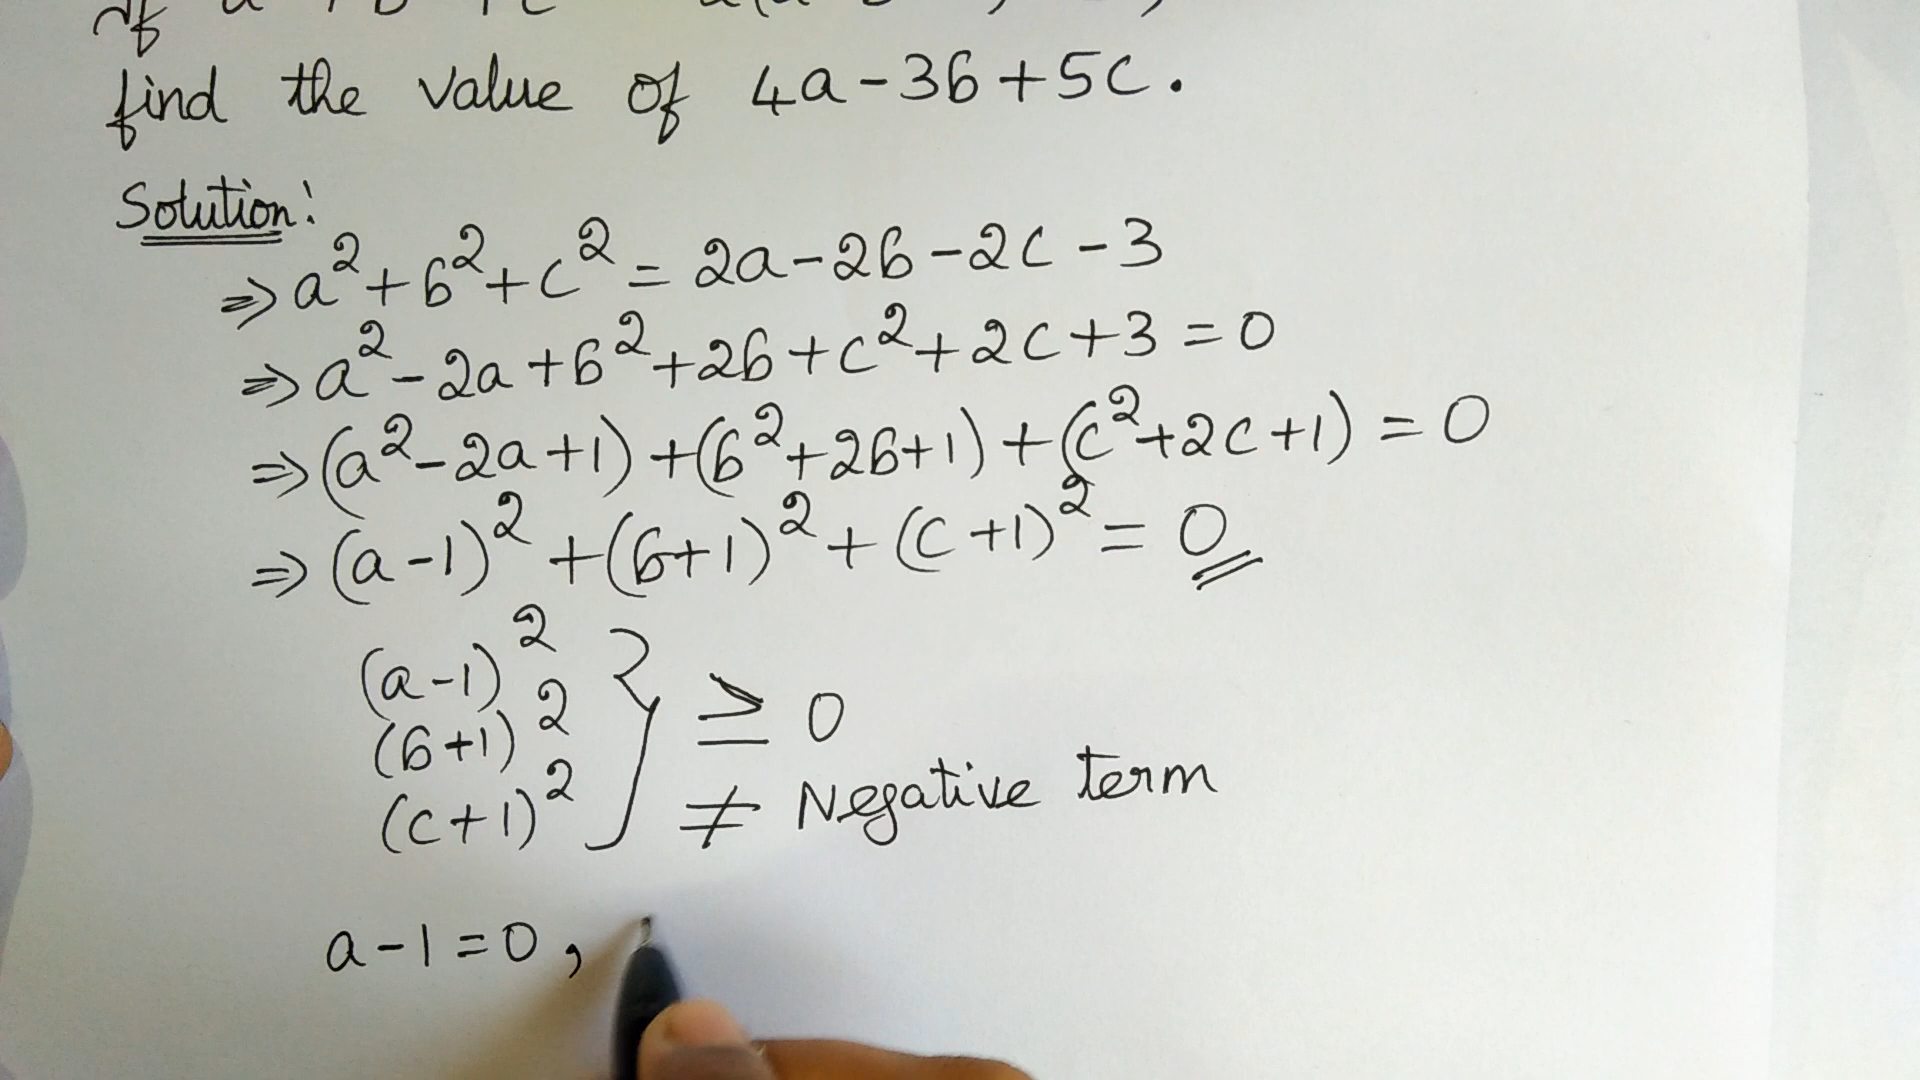 If
find the value of 4a-3b+5c.
Solution:
⇒ a²+b²+c² = 2a-2b-2c-3
⇒ a²-2a+b²+2b+c²+2c+3=0
⇒ (a²-2a+1)+(b²+2b+1)+(c²+2c+1)=0
⇒ (a-1)²+(b+1)²+(c+1)²=0
(a-1)²
(b+1)² } ≥ 0
(c+1)² ≠ Negative term
a-1=0,